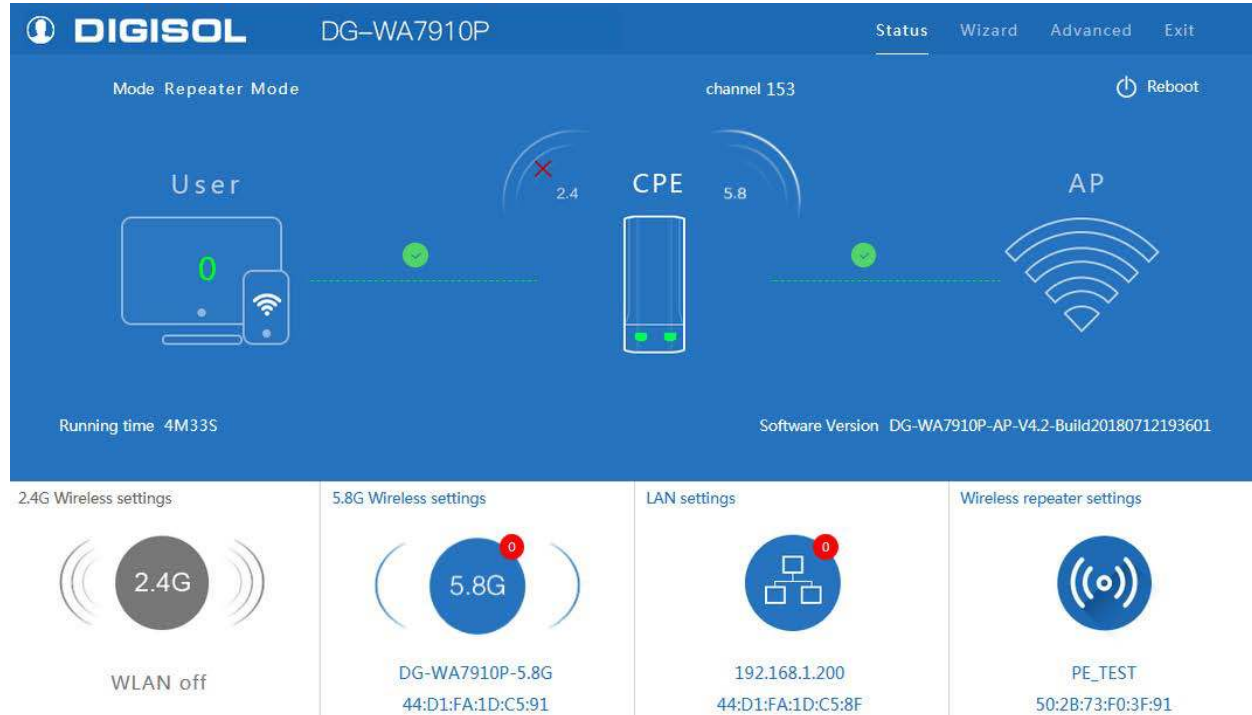 DIGISOL DG–WA7910P Status Wizard Advanced Exit
Mode Repeater Mode channel 153 Reboot
User 2.4 CPE 5.8 AP
0
Running time 4M33S Software Version DG-WA7910P-AP-V4.2-Build20180712193601
2.4G Wireless settings
2.4G
WLAN off
5.8G Wireless settings
0
5.8G
DG-WA7910P-5.8G
44:D1:FA:1D:C5:91
LAN settings
0
192.168.1.200
44:D1:FA:1D:C5:8F
Wireless repeater settings
PE_TEST
50:2B:73:F0:3F:91